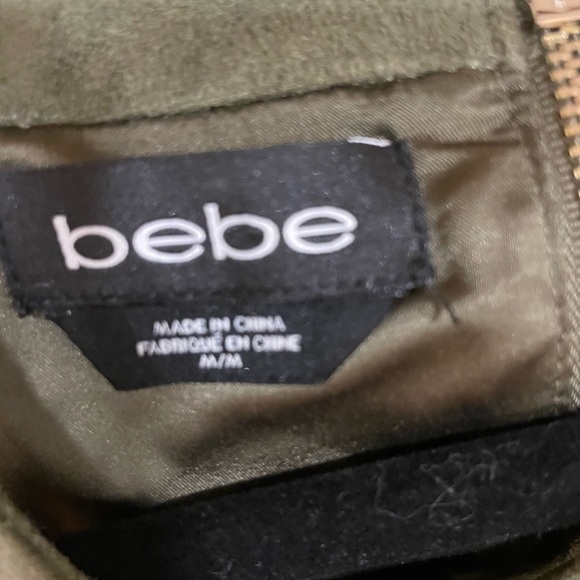 bebe
MADE IN CHINA
FABRIQUÉ EN CHINE
M/M